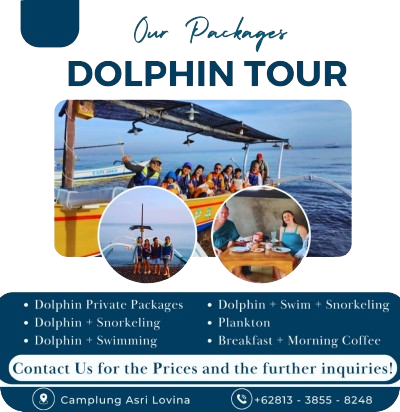 Our Packages
DOLPHIN TOUR
• Dolphin Private Packages
• Dolphin + Snorkeling
• Dolphin + Swimming
• Dolphin + Swim + Snorkeling
• Plankton
• Breakfast + Morning Coffee
Contact Us for the Prices and the further inquiries!
Camplung Asri Lovina
+62813 - 3855 - 8248